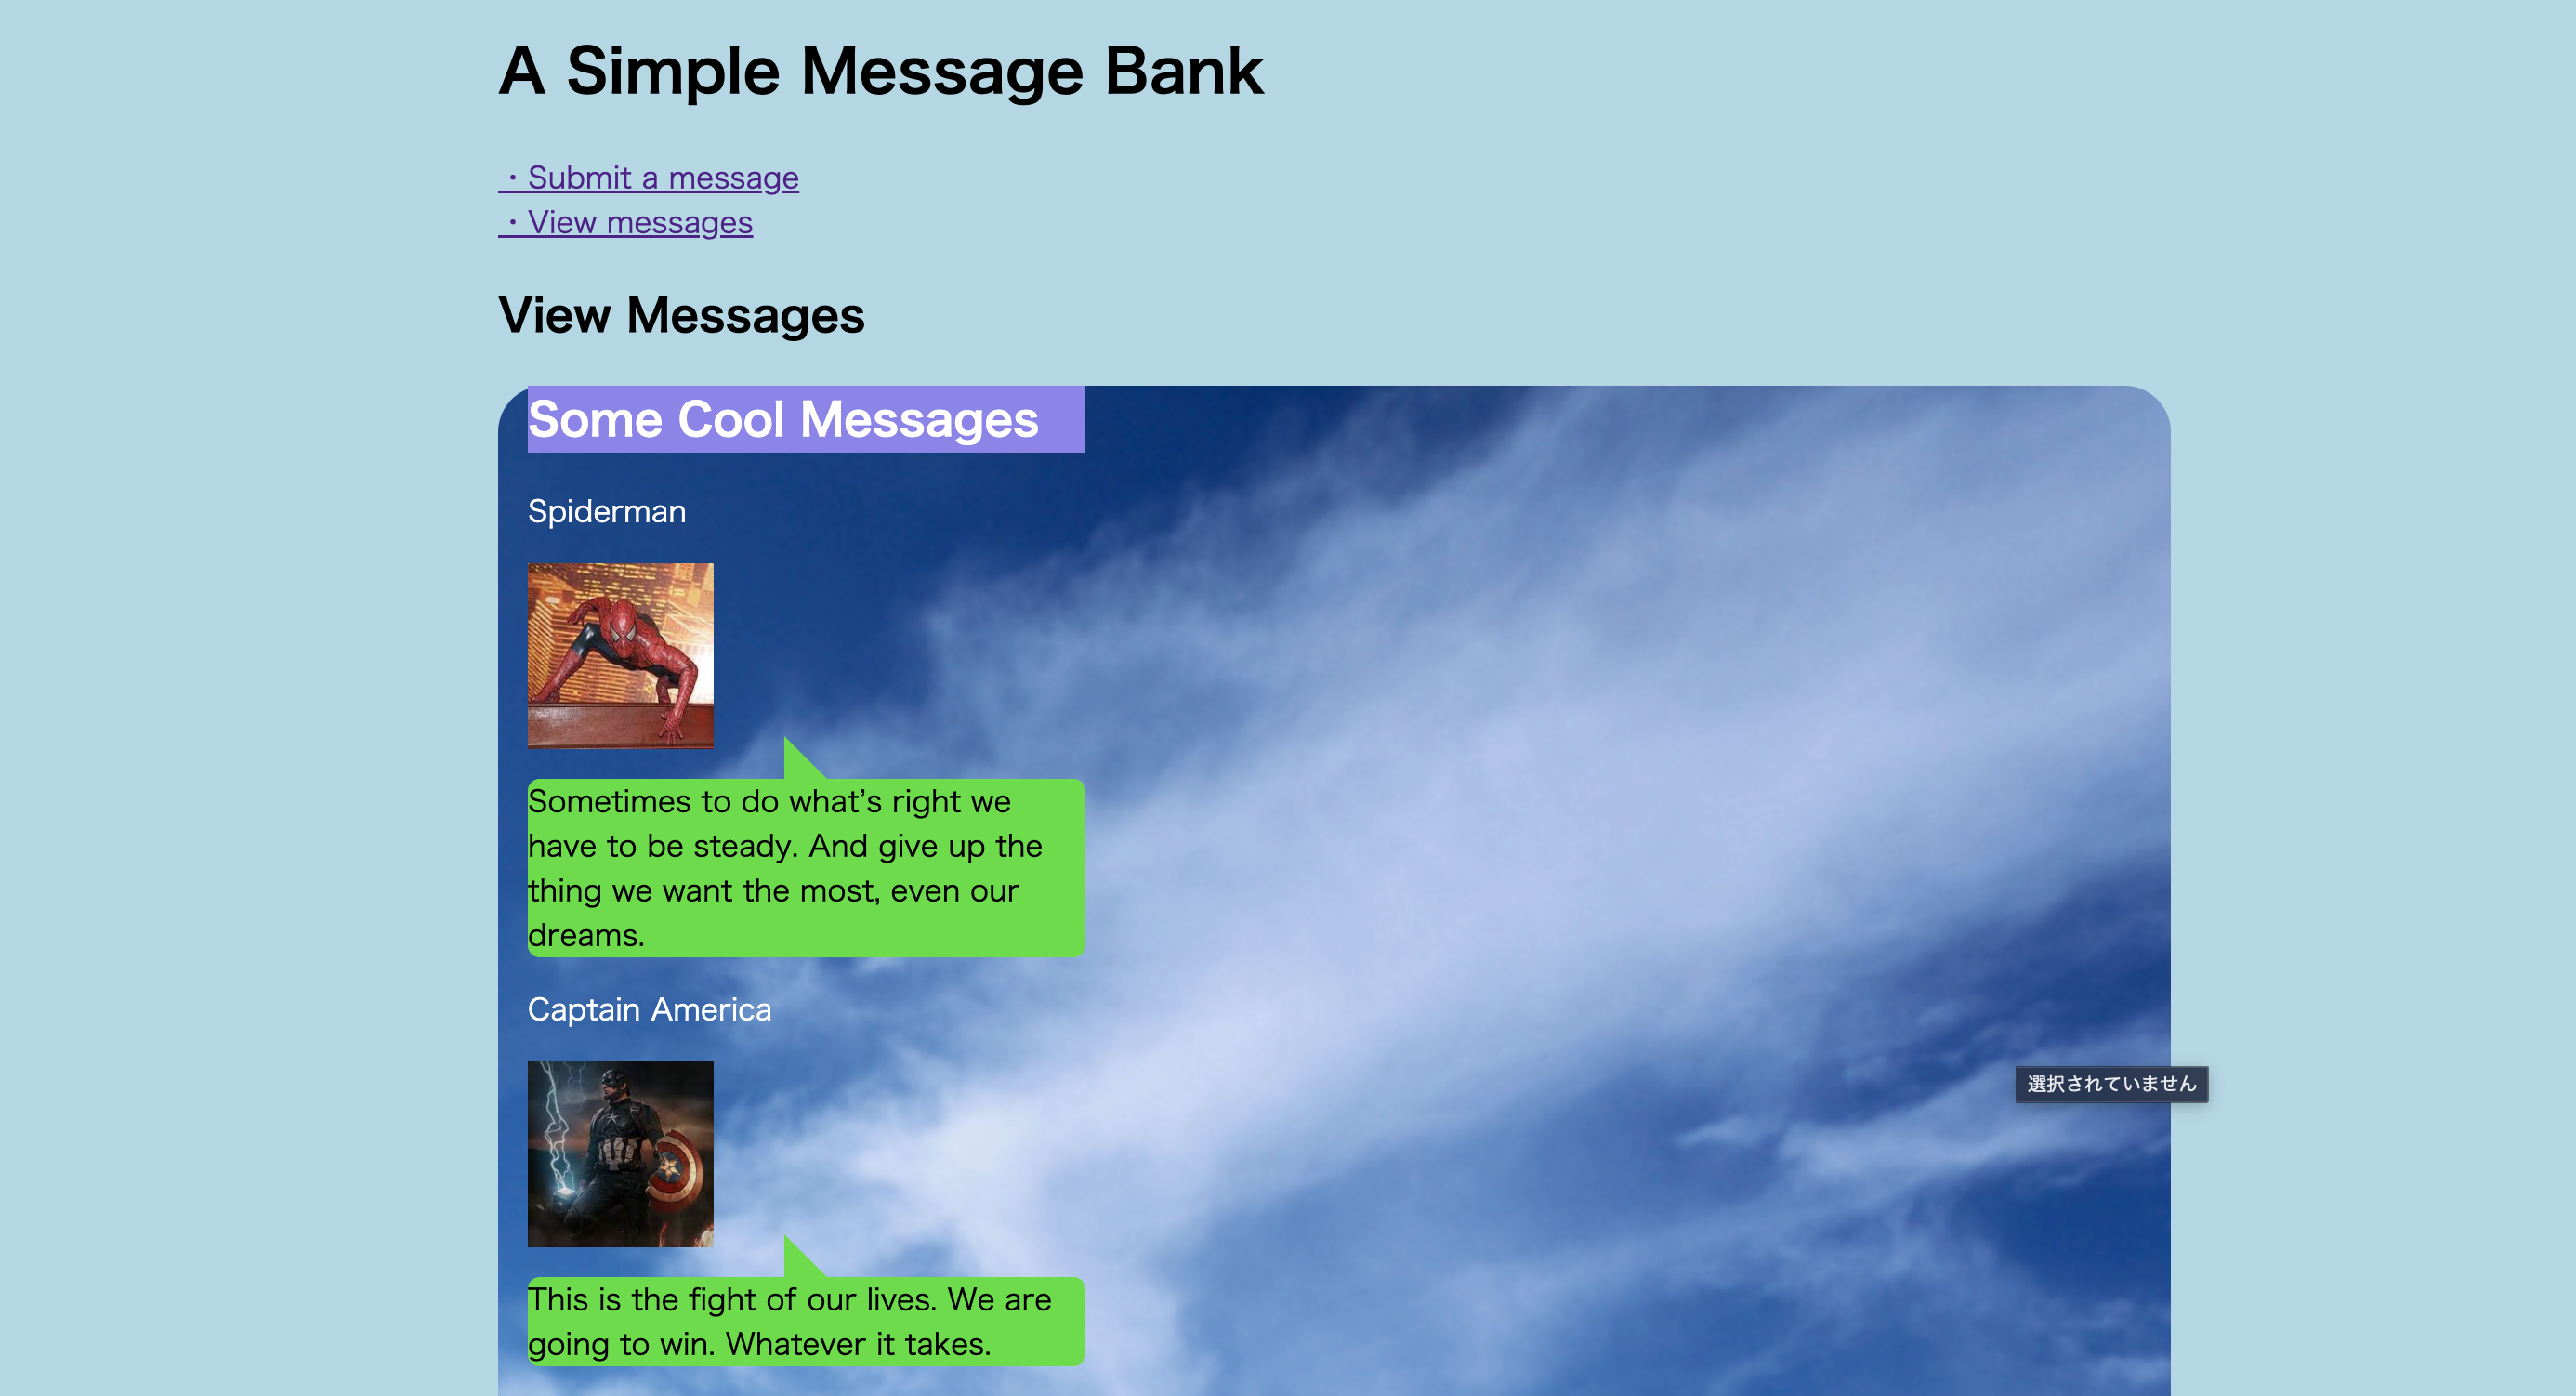 A Simple Message Bank
・Submit a message
・View messages
View Messages
Some Cool Messages
Spiderman
Sometimes to do what's right we
have to be steady. And give up the
thing we want the most, even our
dreams.
Captain America
選択されていません
This is the fight of our lives. We are
going to win. Whatever it takes.